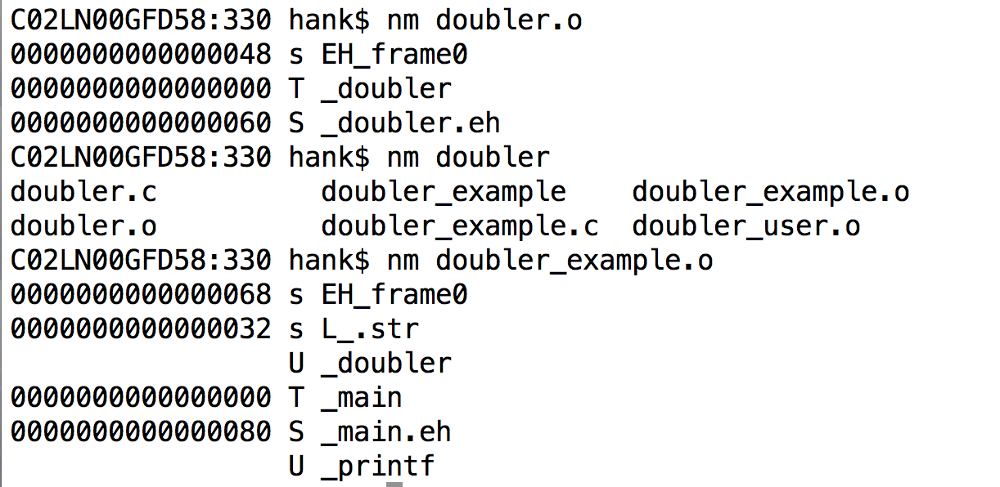 C02LN00GFD58:330 hank$ nm doubler.o
0000000000000048 s EH_frame0
0000000000000000 T _doubler
0000000000000060 S _doubler.eh
C02LN00GFD58:330 hank$ nm doubler
doubler.c          doubler_example    doubler_example.o
doubler.o          doubler_example.c  doubler_user.o
C02LN00GFD58:330 hank$ nm doubler_example.o
0000000000000068 s EH_frame0
0000000000000032 s L_.str
                 U _doubler
0000000000000000 T _main
0000000000000080 S _main.eh
                 U _printf